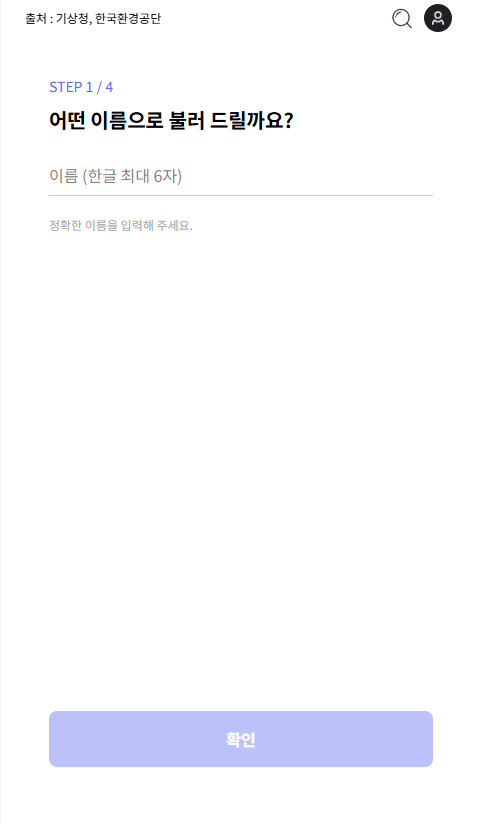 출처 : 기상청, 한국환경공단
STEP 1 / 4
어떤 이름으로 불러 드릴까요?
이름 (한글 최대 6자)
정확한 이름을 입력해 주세요.
확인